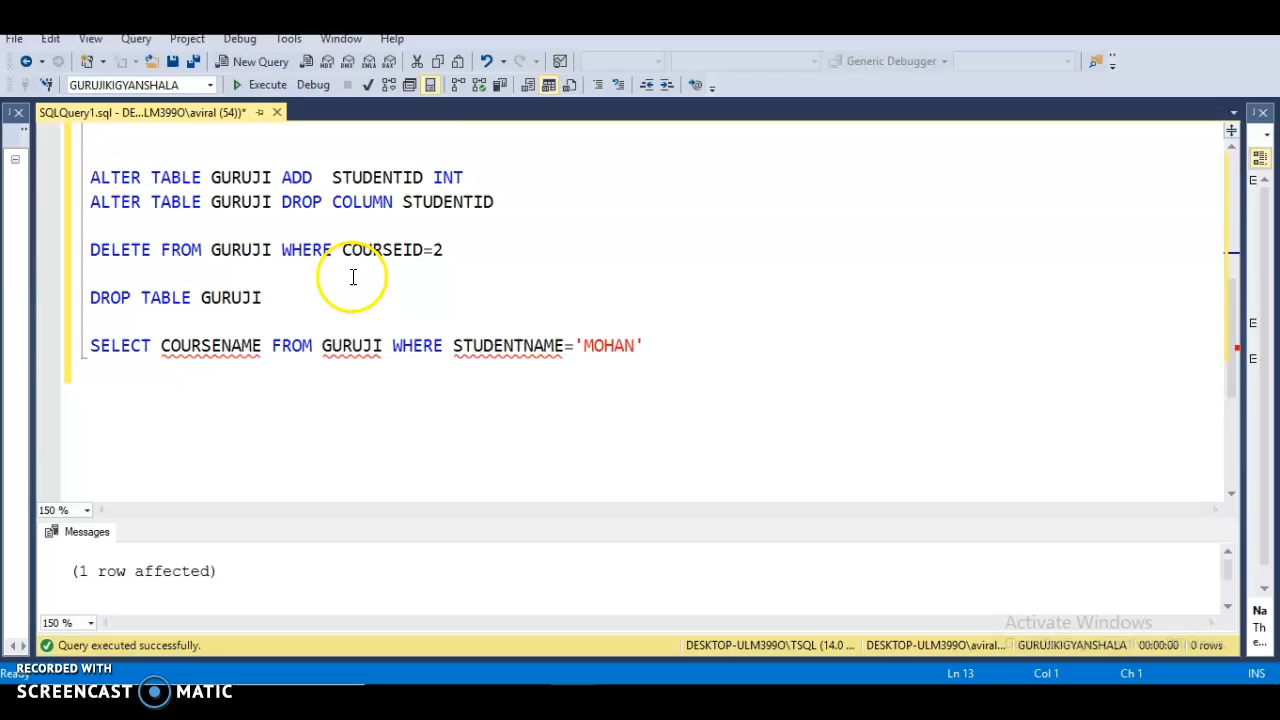 File Edit View Query Project Debug Tools Window Help
New Query Generic Debugger
GURUJIKIGYANSHALA Execute Debug
SQLQuery1.sql - DE...LM399O\aviral (54))*
ALTER TABLE GURUJI ADD  STUDENTID INT
ALTER TABLE GURUJI DROP COLUMN STUDENTID
DELETE FROM GURUJI WHERE COURSEID=2
DROP TABLE GURUJI
SELECT COURSENAME FROM GURUJI WHERE STUDENTNAME='MOHAN'
150 %
Messages
(1 row affected)
150 %
Activate Windows
Na
Th
e...
Query executed successfully. DESKTOP-ULM399O\TSQL (14.0 ... DESKTOP-ULM399O\aviral... GURUJIKIGYANSHALA 00:00:00 0 rows
Ready Ln 13 Col 1 Ch 1 INS
RECORDED WITH
SCREENCAST MATIC